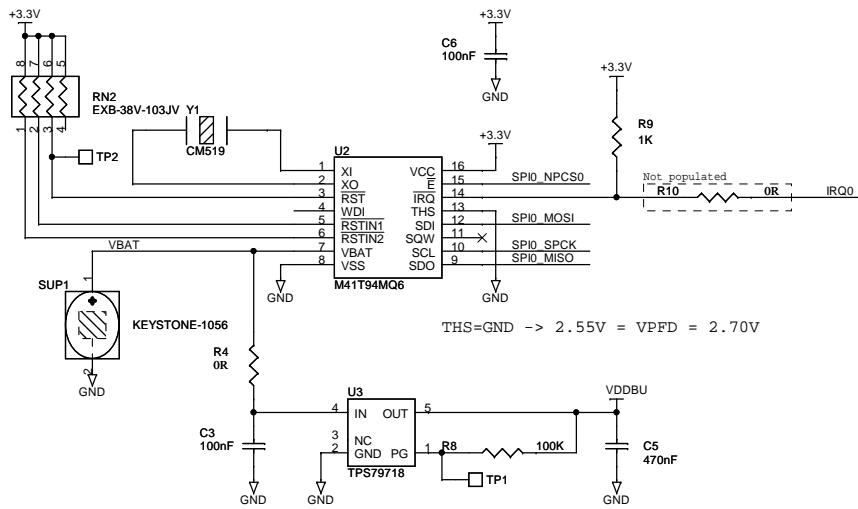 +3.3V
8 7 6 5
RN2
EXB-38V-103JV
1 2 3 4
TP2
Y1
CM519
+3.3V
C6
100nF
GND
+3.3V
R9
1K
+3.3V
U2
1 XI
2 XO
3 RST
4 WDI
5 RSTIN1
6 RSTIN2
7 VBAT
8 VSS
VCC 16
E 15
IRQ 14
THS 13
SDI 12
SQW 11
SCL 10
SDO 9
M41T94MQ6
SPI0_NPCS0
SPI0_MOSI
SPI0_SPCK
SPI0_MISO
Not populated
R10 0R
IRQ0
VBAT
GND
GND
SUP1
1
KEYSTONE-1056
2
GND
THS=GND -> 2.55V = VPFD = 2.70V
R4
0R
C3
100nF
GND
U3
4 IN
3 NC
2 GND
OUT 5
PG 1
TPS79718
GND
R8 100K
TP1
VDDBU
C5
470nF
GND